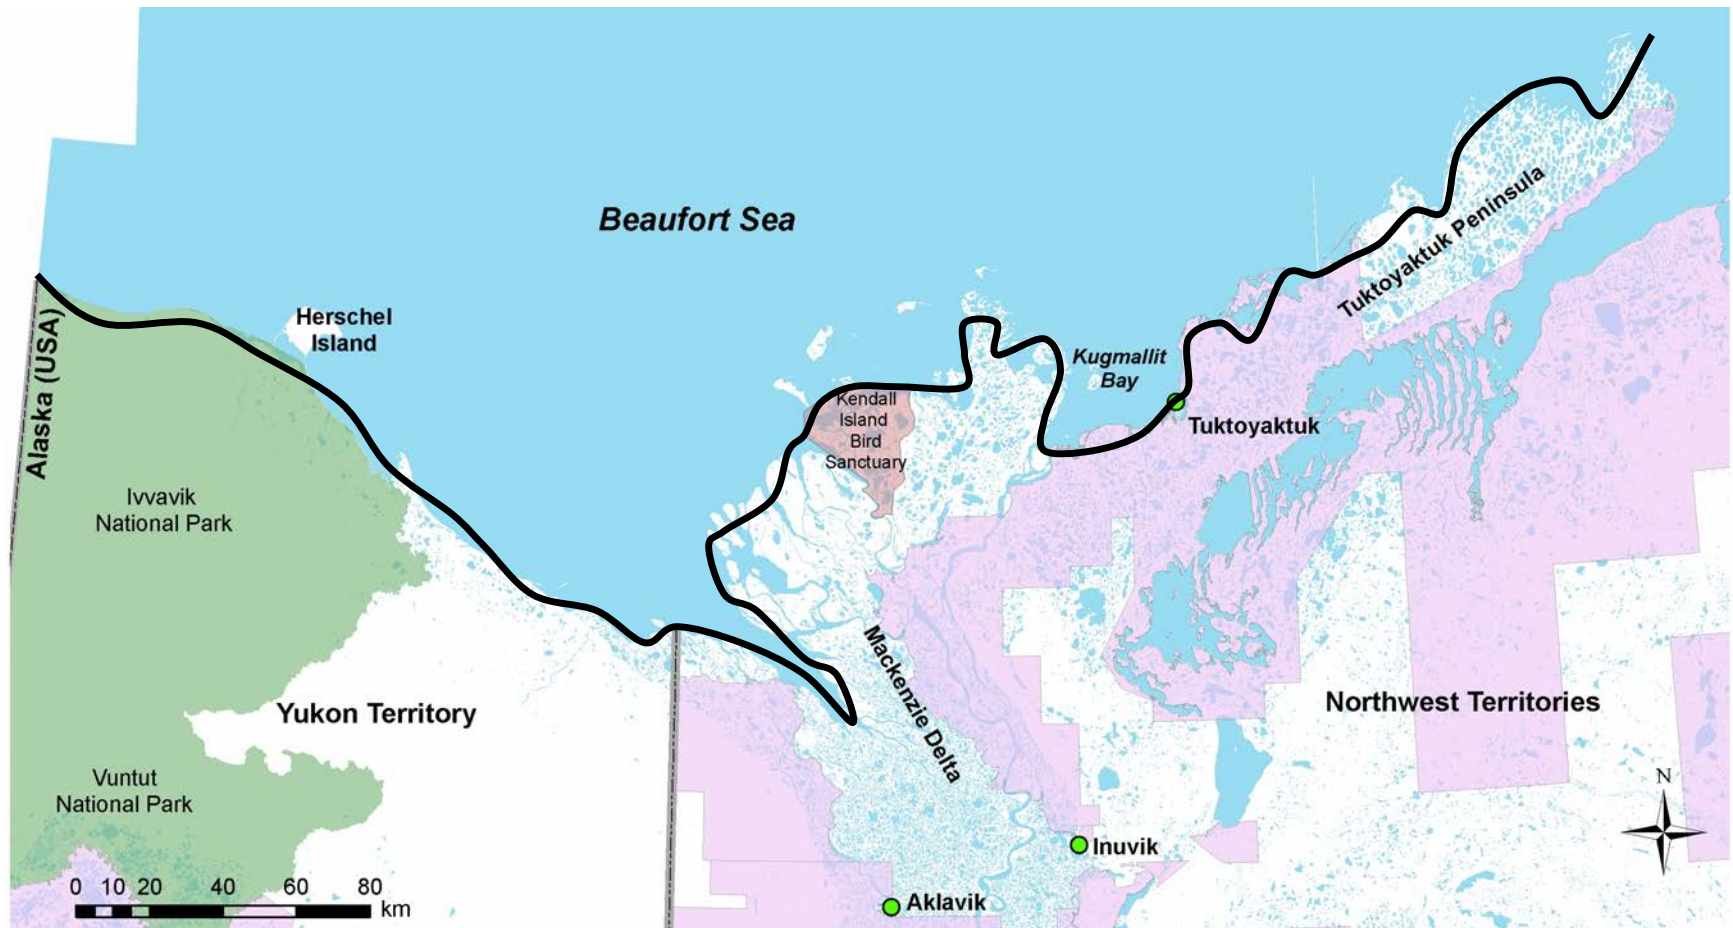 Beaufort Sea
Herschel
Island
Alaska (USA)
Ivvavik
National Park
Kendall
Island
Bird
Sanctuary
Kugmallit
Bay
Tuktoyaktuk
Tuktoyaktuk Peninsula
Mackenzie Delta
Yukon Territory
Northwest Territories
Vuntut
National Park
Inuvik
Aklavik
N
0 10 20 40 60 80
km